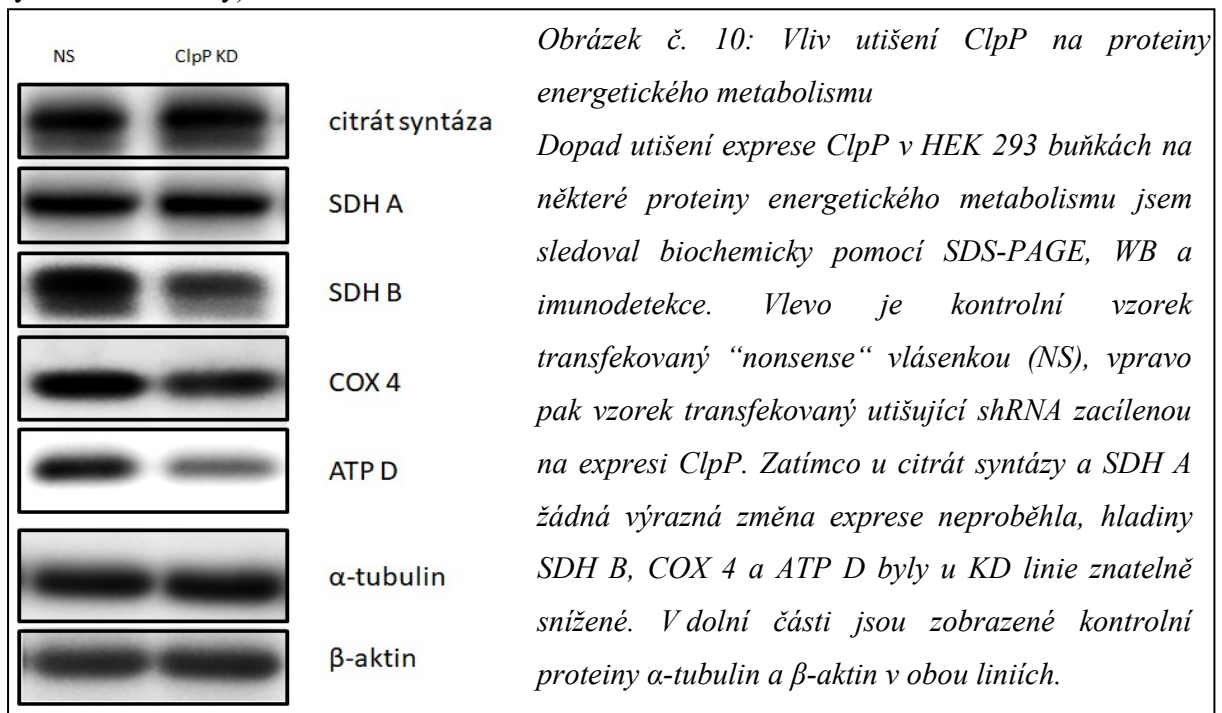 NS ClpP KD
citrát syntáza
SDH A
SDH B
COX 4
ATP D
α-tubulin
β-aktin
Obrázek č. 10: Vliv utišení ClpP na proteiny
energetického metabolismu
Dopad utišení exprese ClpP v HEK 293 buňkách na
některé proteiny energetického metabolismu jsem
sledoval biochemicky pomocí SDS-PAGE, WB a
imunodetekce. Vlevo je kontrolní vzorek
transfekovaný “nonsense“ vlásenkou (NS), vpravo
pak vzorek transfekovaný utišující shRNA zacílenou
na expresi ClpP. Zatímco u citrát syntázy a SDH A
žádná výrazná změna exprese neproběhla, hladiny
SDH B, COX 4 a ATP D byly u KD linie znatelně
snížené. V dolní části jsou zobrazené kontrolní
proteiny α-tubulin a β-aktin v obou liniích.